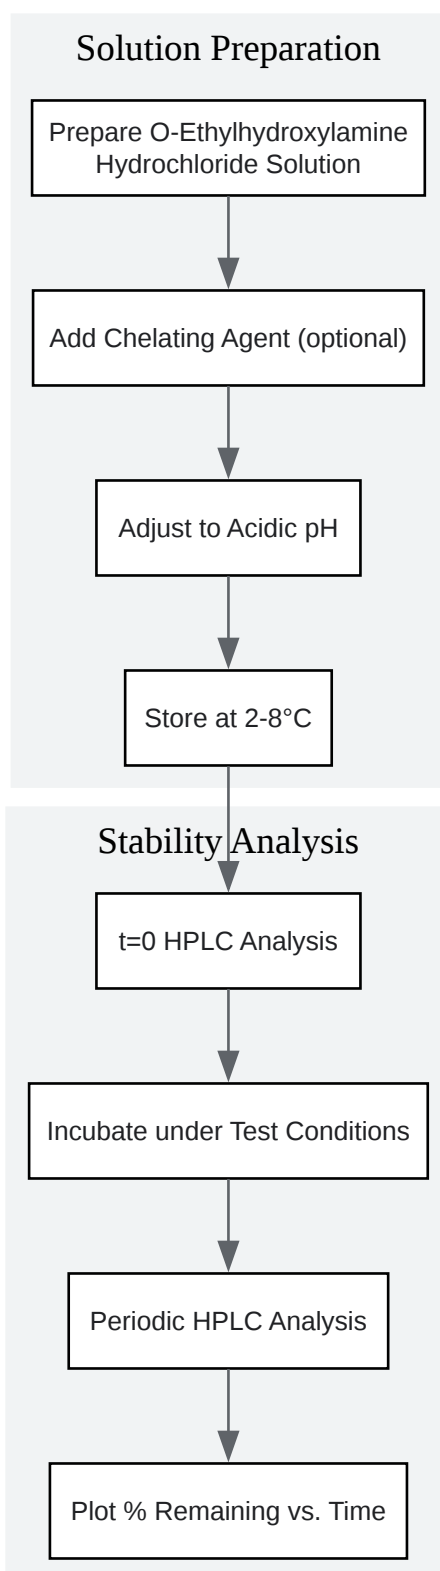 Solution Preparation
Prepare O-Ethylhydroxylamine
Hydrochloride Solution
Add Chelating Agent (optional)
Adjust to Acidic pH
Store at 2-8°C
Stability Analysis
t=0 HPLC Analysis
Incubate under Test Conditions
Periodic HPLC Analysis
Plot % Remaining vs. Time